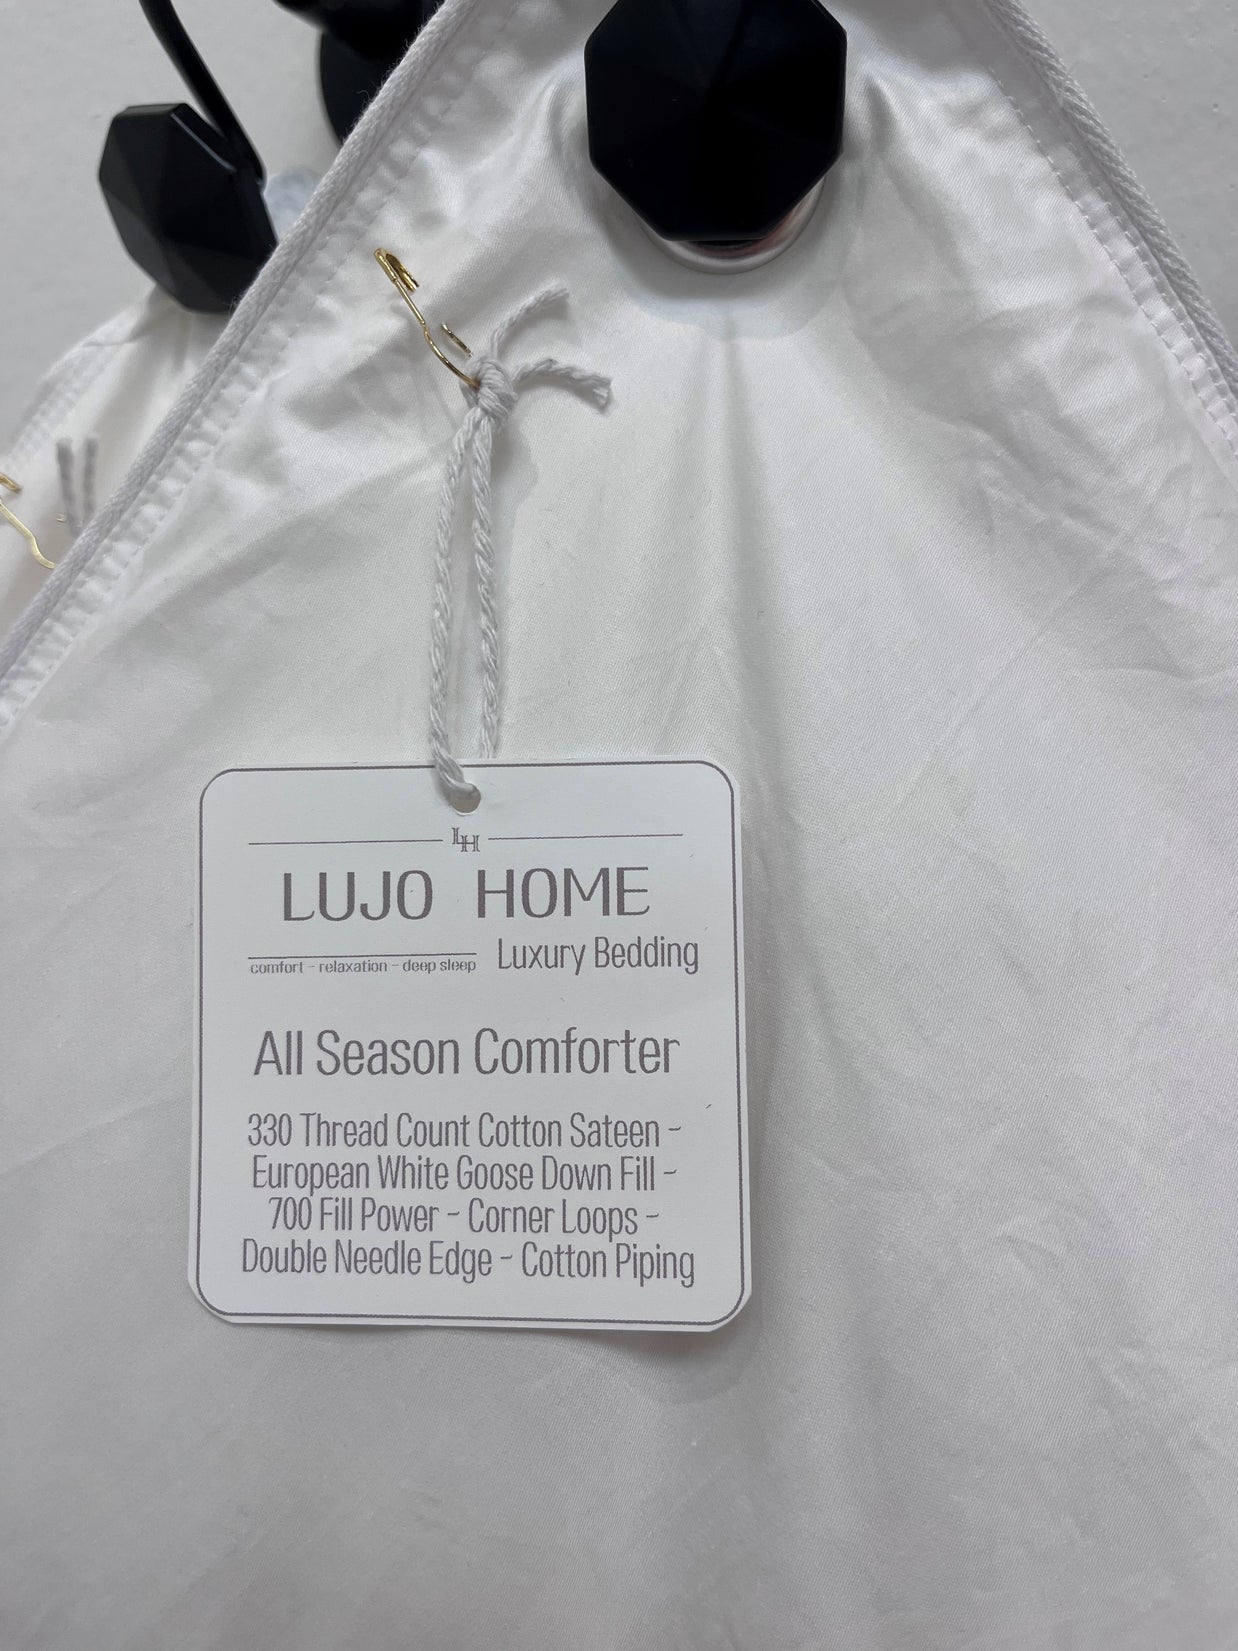 LH
LUJO HOME
Luxury Bedding
comfort - relaxation - deep sleep
All Season Comforter
330 Thread Count Cotton Sateen -
European White Goose Down Fill -
700 Fill Power - Corner Loops -
Double Needle Edge - Cotton Piping